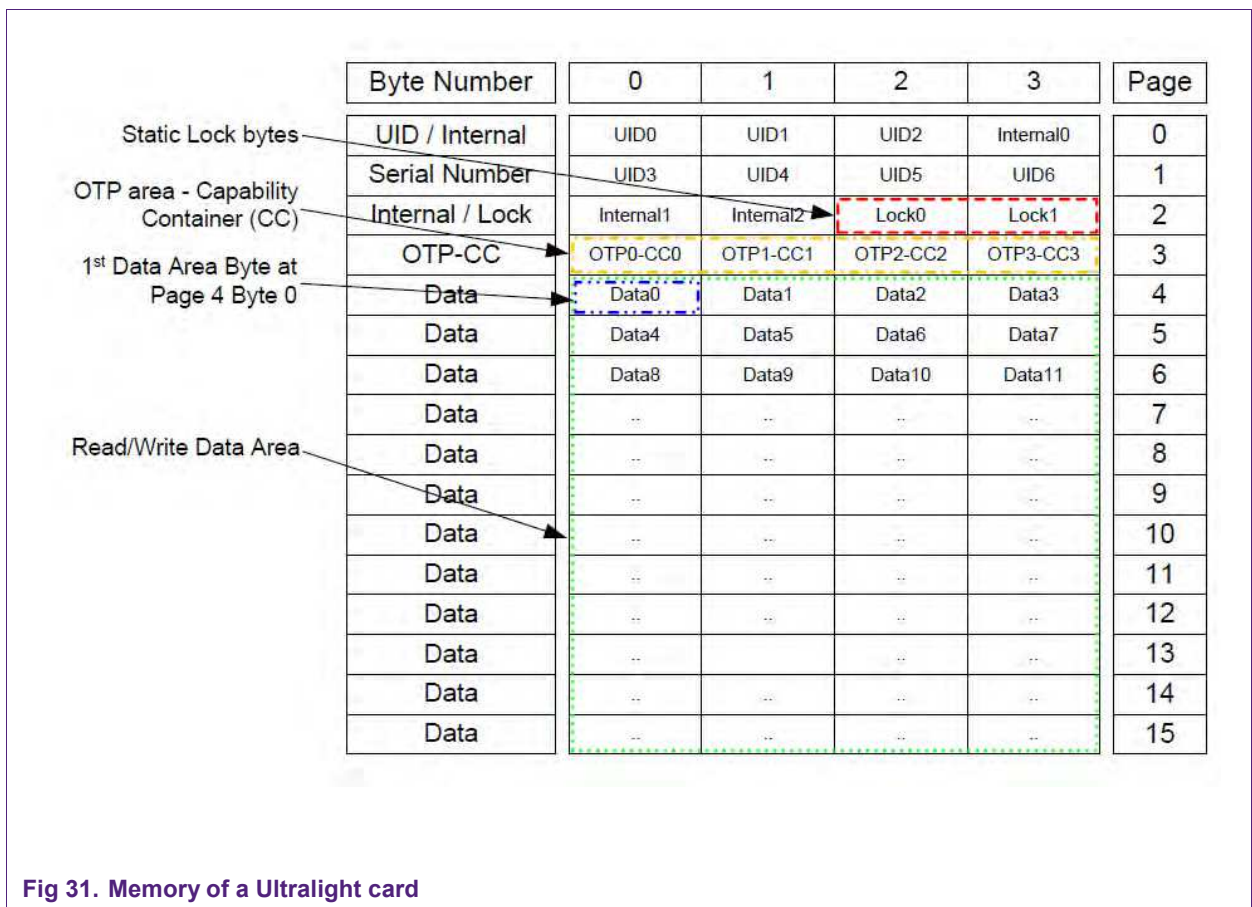 Byte Number 0 1 2 3 Page
Static Lock bytes
UID / Internal UID0 UID1 UID2 Internal0 0
Serial Number UID3 UID4 UID5 UID6 1
OTP area - Capability
Container (CC)
Internal / Lock Internal1 Internal2 Lock0 Lock1 2
OTP-CC OTP0-CC0 OTP1-CC1 OTP2-CC2 OTP3-CC3 3
1st Data Area Byte at
Page 4 Byte 0
Data Data0 Data1 Data2 Data3 4
Data Data4 Data5 Data6 Data7 5
Data Data8 Data9 Data10 Data11 6
Data .. .. .. .. 7
Read/Write Data Area
Data .. .. .. .. 8
Data .. .. .. .. 9
Data .. .. .. .. 10
Data .. .. .. .. 11
Data .. .. .. .. 12
Data .. .. .. 13
Data .. .. .. .. 14
Data .. .. .. .. 15
Fig 31. Memory of a Ultralight card